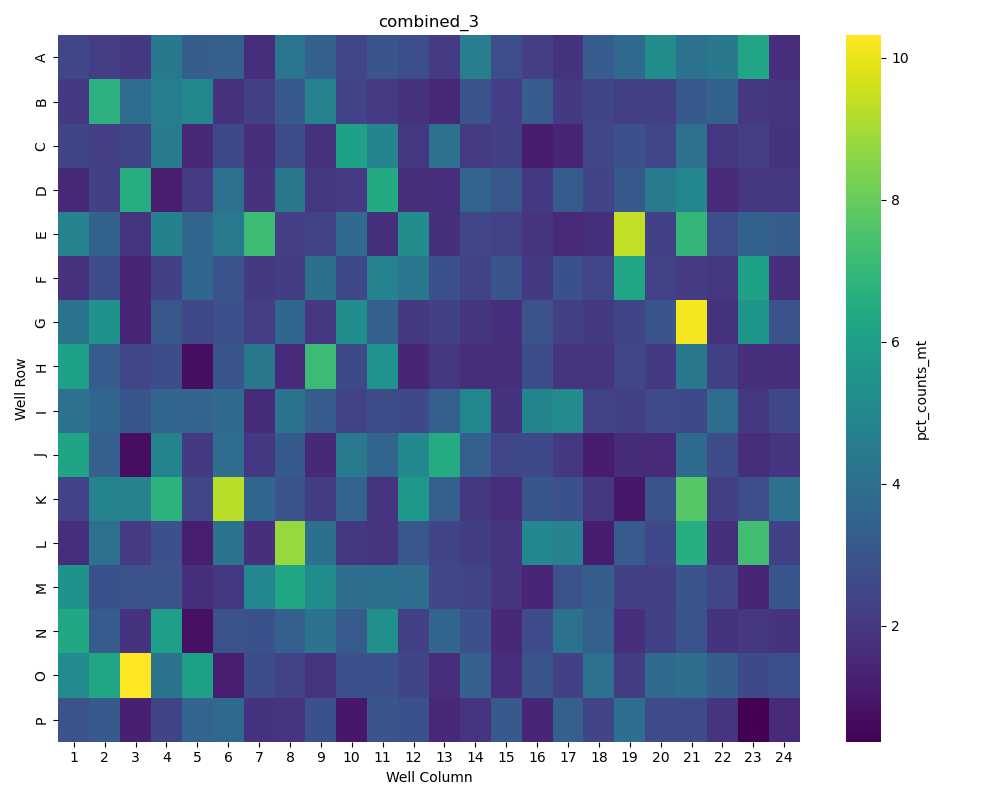 combined_3
A
B
C
D
E
F
G
H
I
J
K
L
M
N
O
P
Well Row
1 2 3 4 5 6 7 8 9 10 11 12 13 14 15 16 17 18 19 20 21 22 23 24
Well Column
10
8
6
4
2
pct_counts_mt